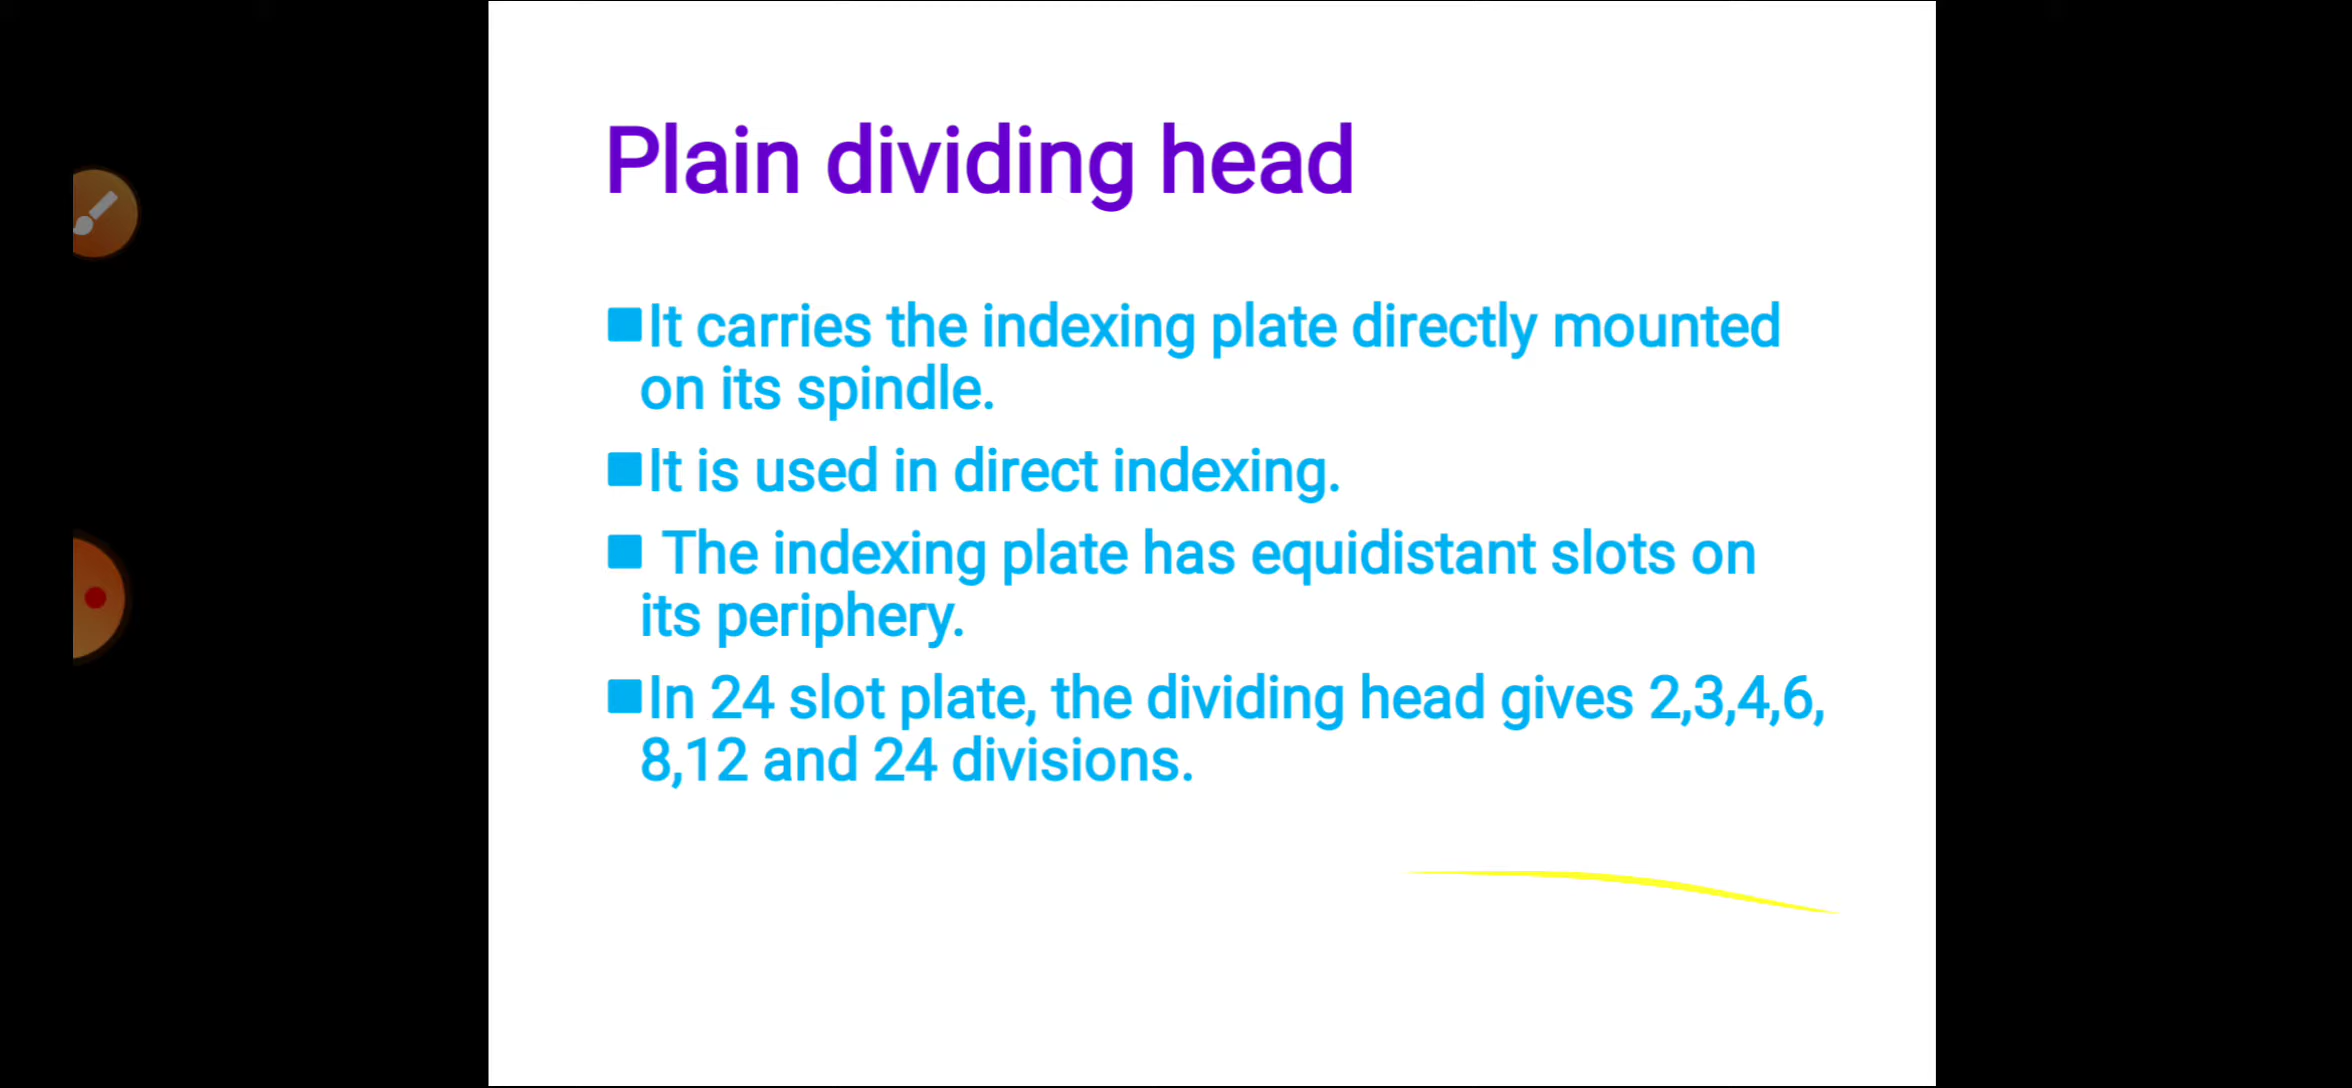 Plain dividing head
It carries the indexing plate directly mounted
on its spindle.
It is used in direct indexing.
The indexing plate has equidistant slots on
its periphery.
In 24 slot plate, the dividing head gives 2,3,4,6,
8,12 and 24 divisions.